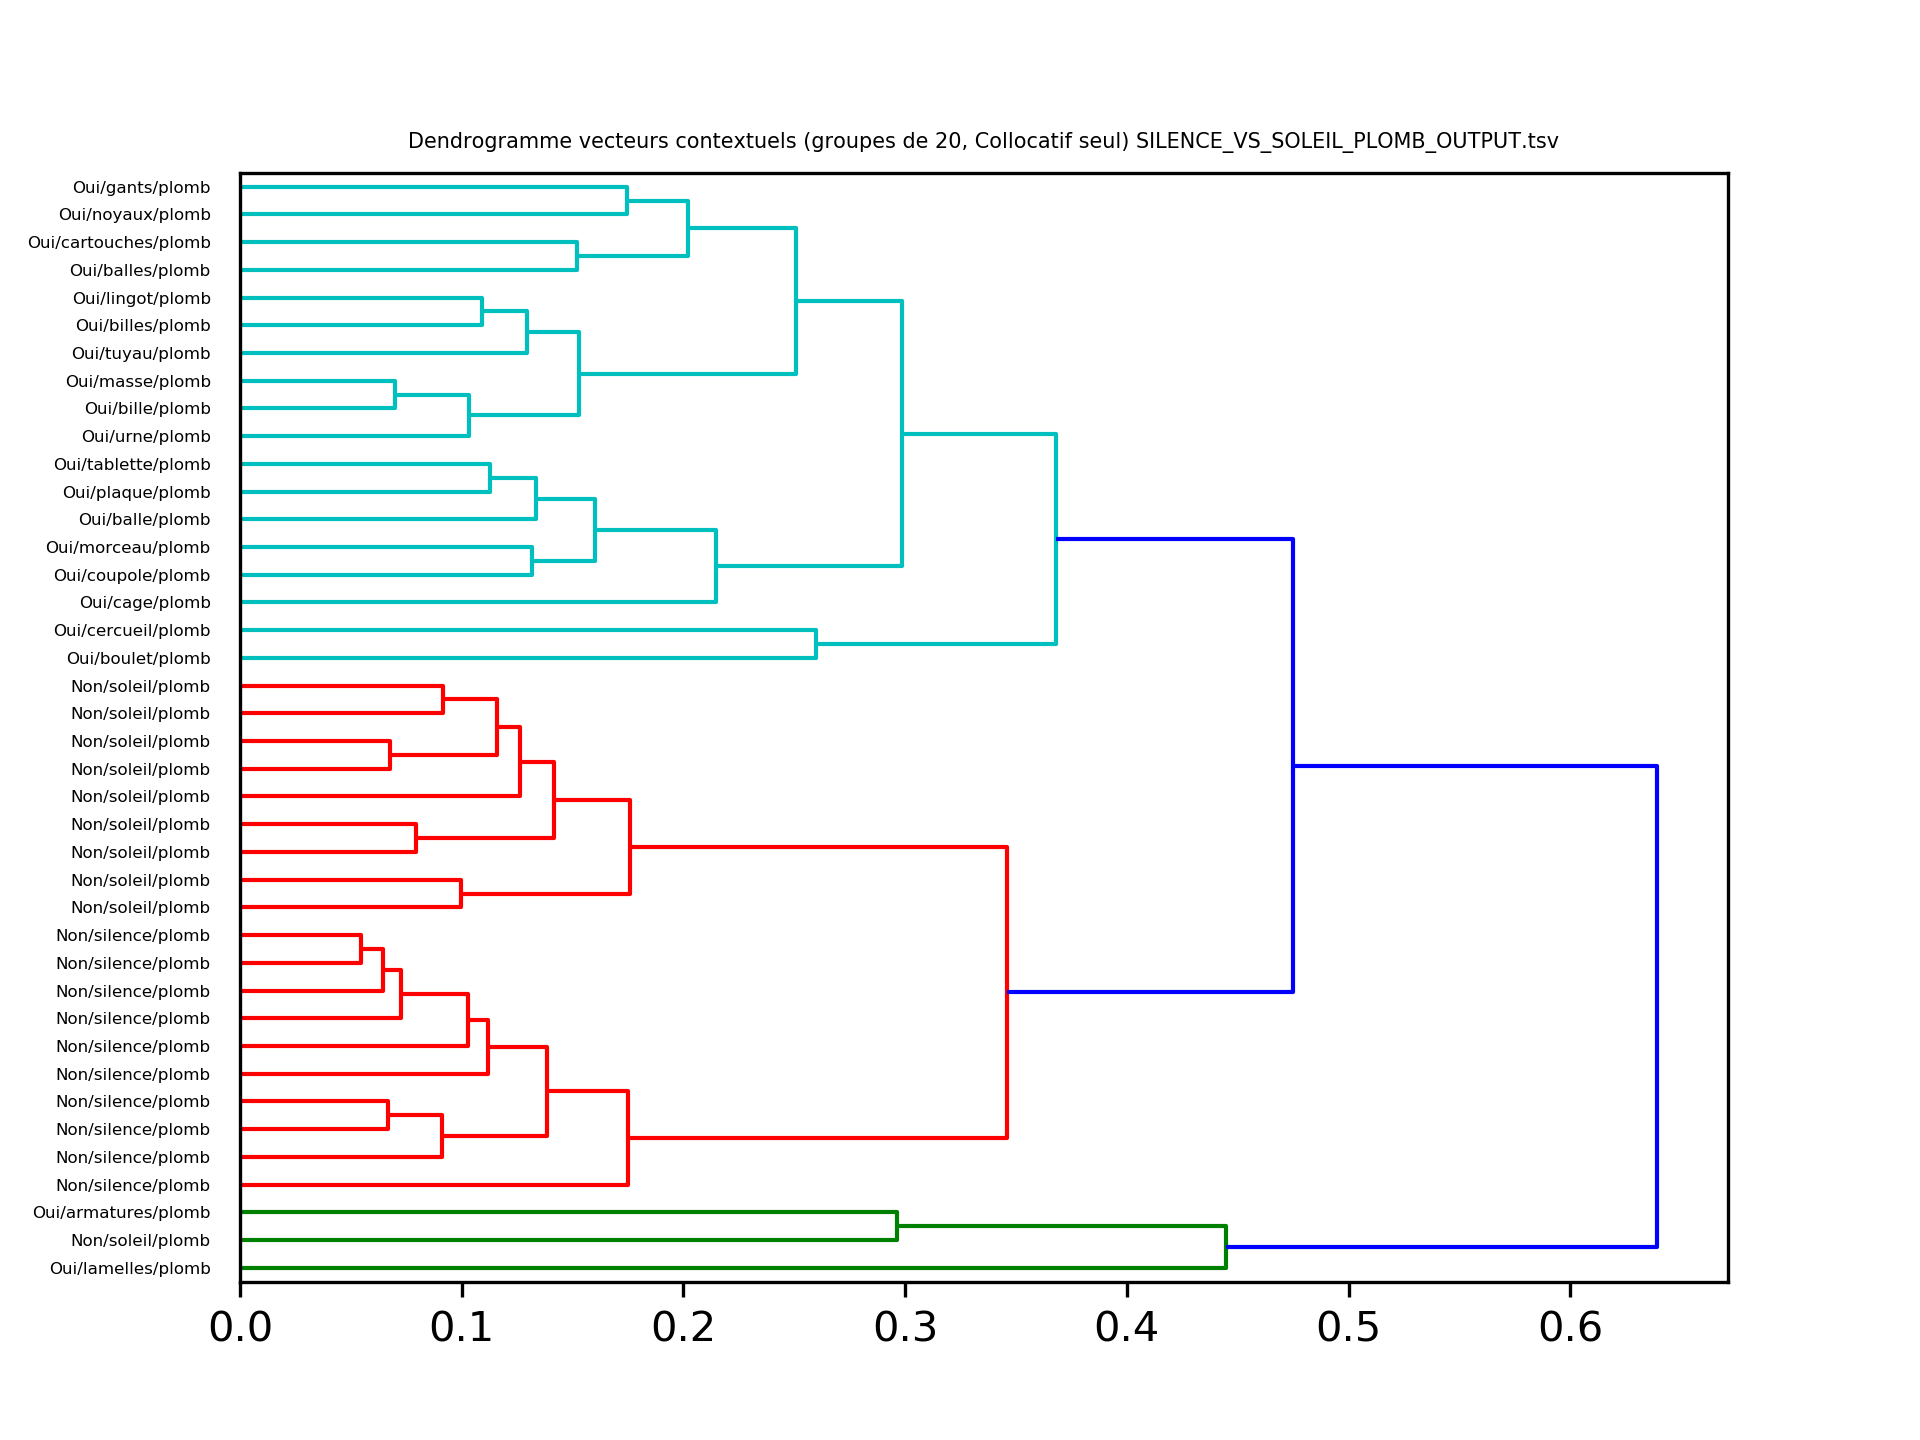 Dendrogramme vecteurs contextuels (groupes de 20, Collocatif seul) SILENCE_VS_SOLEIL_PLOMB_OUTPUT.tsv
Oui/gants/plomb
Oui/noyaux/plomb
Oui/cartouches/plomb
Oui/balles/plomb
Oui/lingot/plomb
Oui/billes/plomb
Oui/tuyau/plomb
Oui/masse/plomb
Oui/bille/plomb
Oui/urne/plomb
Oui/tablette/plomb
Oui/plaque/plomb
Oui/balle/plomb
Oui/morceau/plomb
Oui/coupole/plomb
Oui/cage/plomb
Oui/cercueil/plomb
Oui/boulet/plomb
Non/soleil/plomb
Non/soleil/plomb
Non/soleil/plomb
Non/soleil/plomb
Non/soleil/plomb
Non/soleil/plomb
Non/soleil/plomb
Non/soleil/plomb
Non/soleil/plomb
Non/silence/plomb
Non/silence/plomb
Non/silence/plomb
Non/silence/plomb
Non/silence/plomb
Non/silence/plomb
Non/silence/plomb
Non/silence/plomb
Non/silence/plomb
Non/silence/plomb
Oui/armatures/plomb
Non/soleil/plomb
Oui/lamelles/plomb
0.0 0.1 0.2 0.3 0.4 0.5 0.6